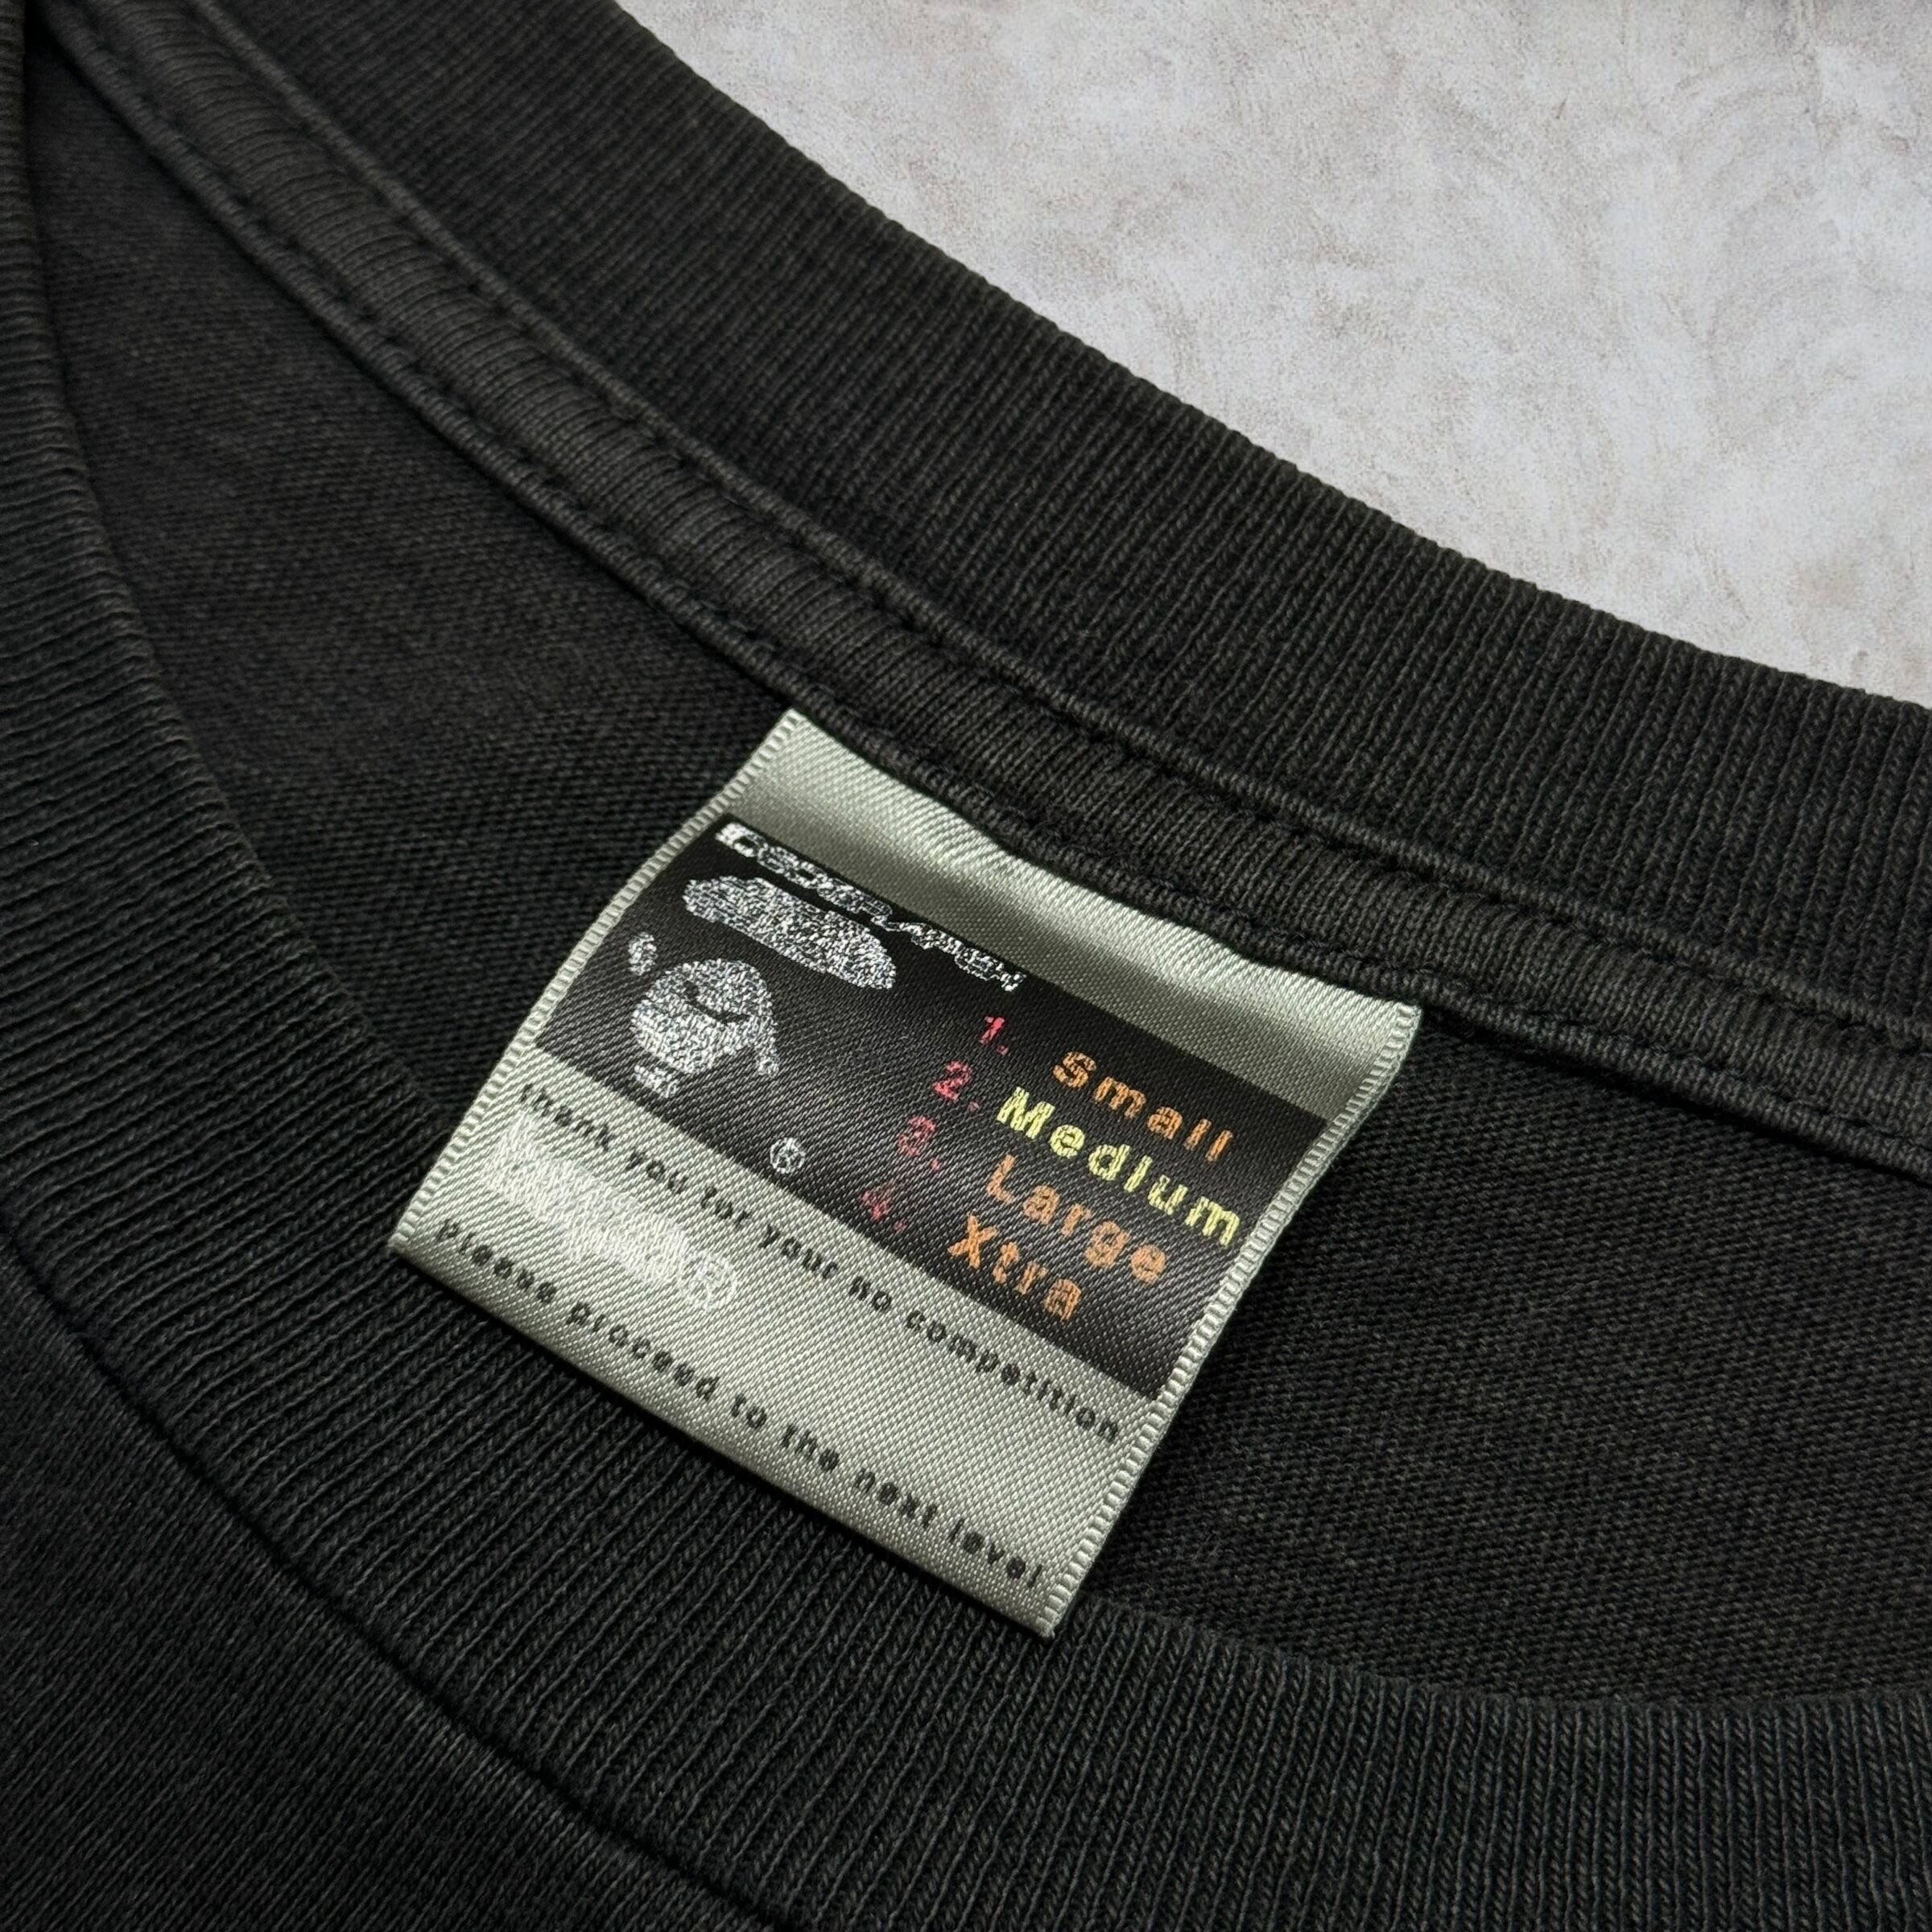 1. Small
2. Medium
3. Large
4. Xtra
®
thank you for your no competition
please proceed to the next level